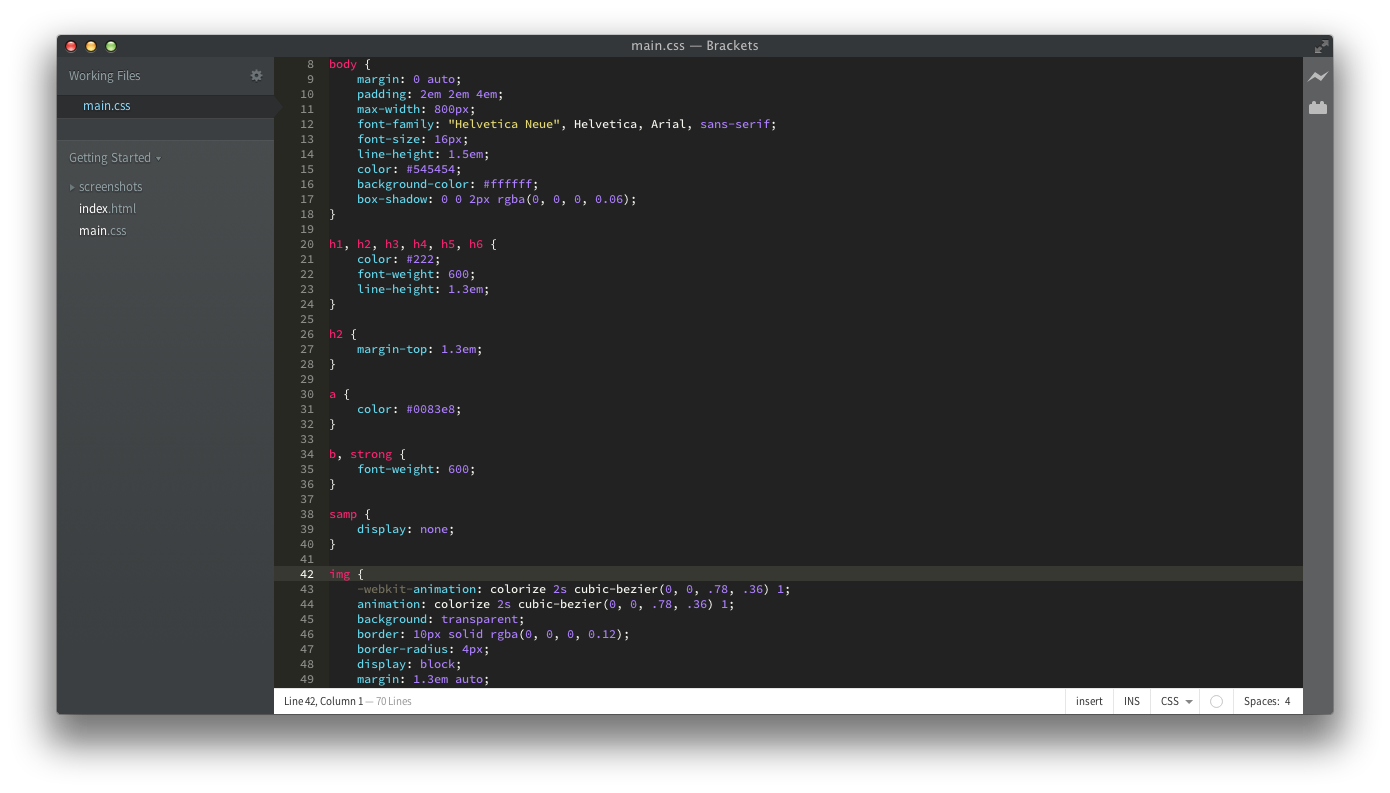 main.css — Brackets
Working Files
main.css
Getting Started
screenshots
index.html
main.css
8 body {
9     margin: 0 auto;
10     padding: 2em 2em 4em;
11     max-width: 800px;
12     font-family: "Helvetica Neue", Helvetica, Arial, sans-serif;
13     font-size: 16px;
14     line-height: 1.5em;
15     color: #545454;
16     background-color: #ffffff;
17     box-shadow: 0 0 2px rgba(0, 0, 0, 0.06);
18 }
19
20 h1, h2, h3, h4, h5, h6 {
21     color: #222;
22     font-weight: 600;
23     line-height: 1.3em;
24 }
25
26 h2 {
27     margin-top: 1.3em;
28 }
29
30 a {
31     color: #0083e8;
32 }
33
34 b, strong {
35     font-weight: 600;
36 }
37
38 samp {
39     display: none;
40 }
41
42 img {
43     -webkit-animation: colorize 2s cubic-bezier(0, 0, .78, .36) 1;
44     animation: colorize 2s cubic-bezier(0, 0, .78, .36) 1;
45     background: transparent;
46     border: 10px solid rgba(0, 0, 0, 0.12);
47     border-radius: 4px;
48     display: block;
49     margin: 1.3em auto;
Line 42, Column 1 — 70 Lines
insert INS CSS Spaces: 4